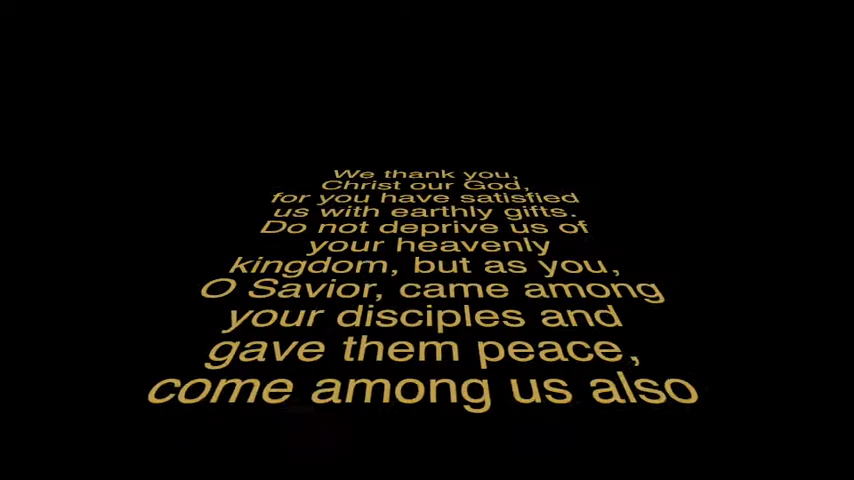 We thank you,
Christ our God,
for you have satisfied
us with earthly gifts.
Do not deprive us of
your heavenly
kingdom, but as you,
O Savior, came among
your disciples and
gave them peace,
come among us also